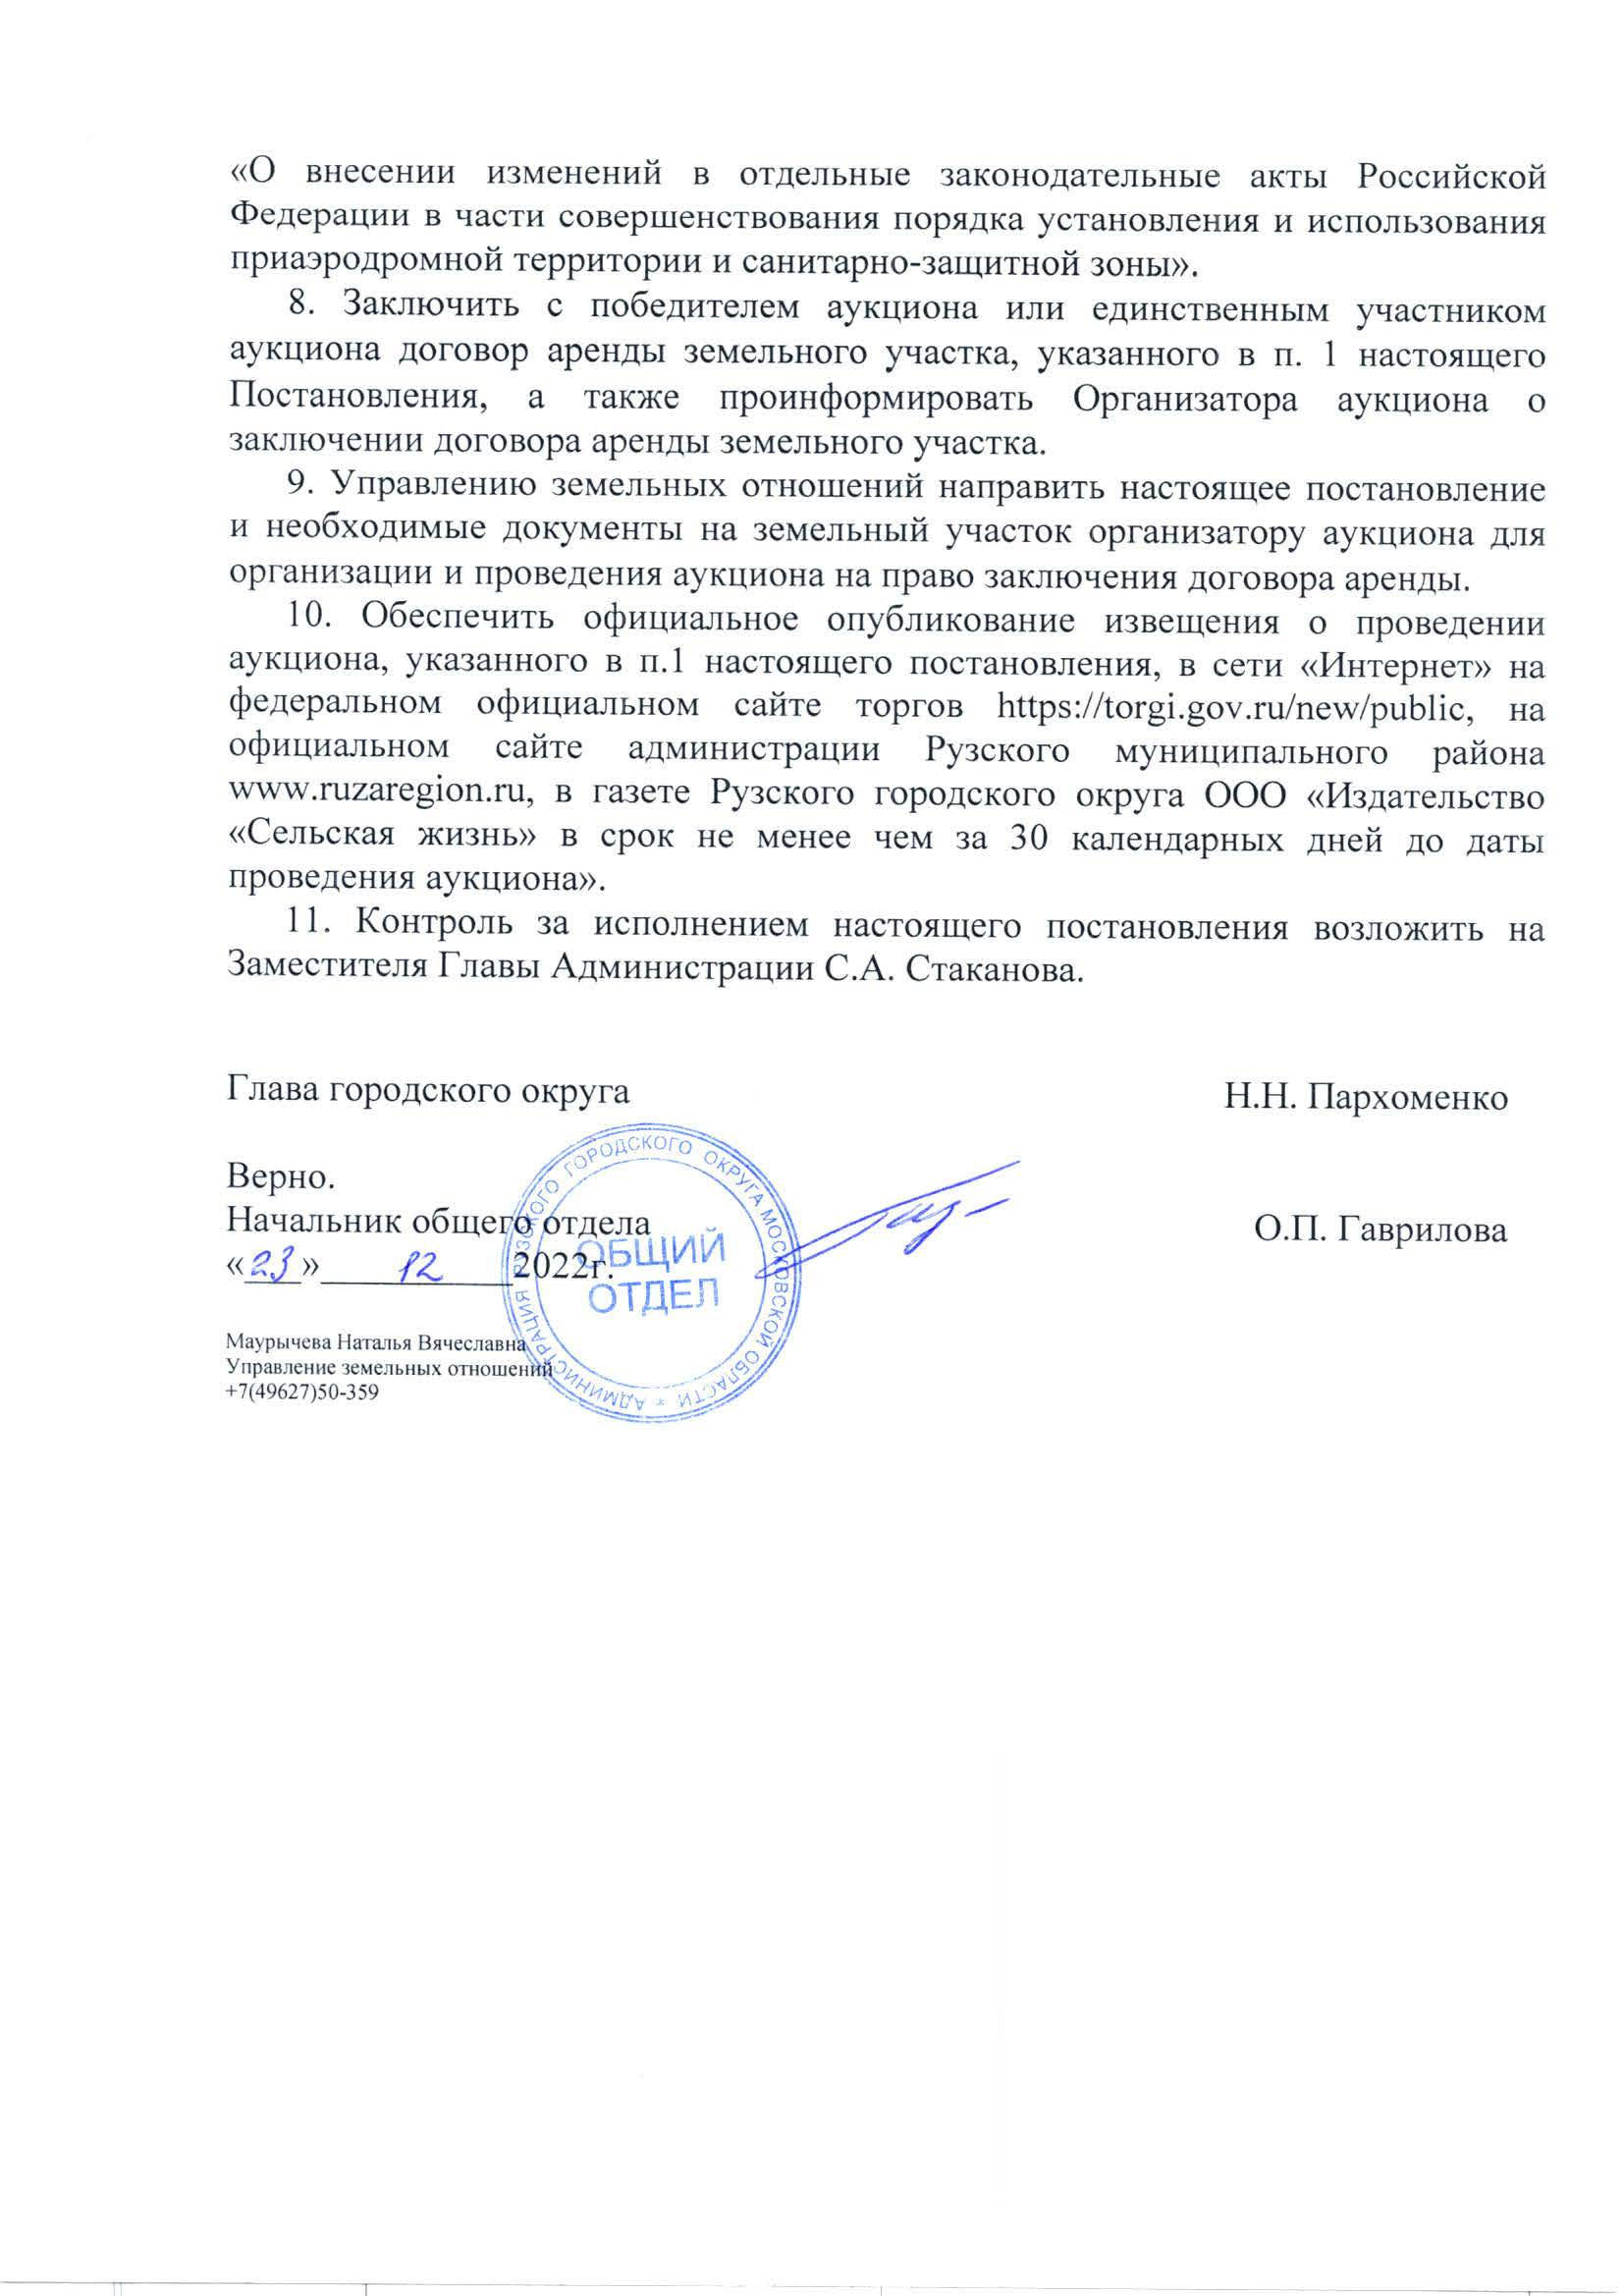 «О внесении изменений в отдельные законодательные акты Российской
Федерации в части совершенствования порядка установления и использования
приаэродромной территории и санитарно-защитной зоны».
8. Заключить с победителем аукциона или единственным участником
аукциона договор аренды земельного участка, указанного в п. 1 настоящего
Постановления, а также проинформировать Организатора аукциона о
заключении договора аренды земельного участка.
9. Управлению земельных отношений направить настоящее постановление
и необходимые документы на земельный участок организатору аукциона для
организации и проведения аукциона на право заключения договора аренды.
10. Обеспечить официальное опубликование извещения о проведении
аукциона, указанного в п.1 настоящего постановления, в сети «Интернет» на
федеральном официальном сайте торгов https://torgi.gov.ru/new/public, на
официальном сайте администрации Рузского муниципального района
www.ruzaregion.ru, в газете Рузского городского округа ООО «Издательство
«Сельская жизнь» в срок не менее чем за 30 календарных дней до даты
проведения аукциона».
11. Контроль за исполнением настоящего постановления возложить на
Заместителя Главы Администрации С.А. Стаканова.
Глава городского округа Н.Н. Пархоменко
Верно.
Начальник общего отдела О.П. Гаврилова
«23» 12 2022г.
АДМИНИСТРАЦИЯ РУЗСКОГО ГОРОДСКОГО ОКРУГА МОСКОВСКОЙ ОБЛАСТИ *
ОБЩИЙ
ОТДЕЛ
Маурычева Наталья Вячеславна
Управление земельных отношений
+7(49627)50-359